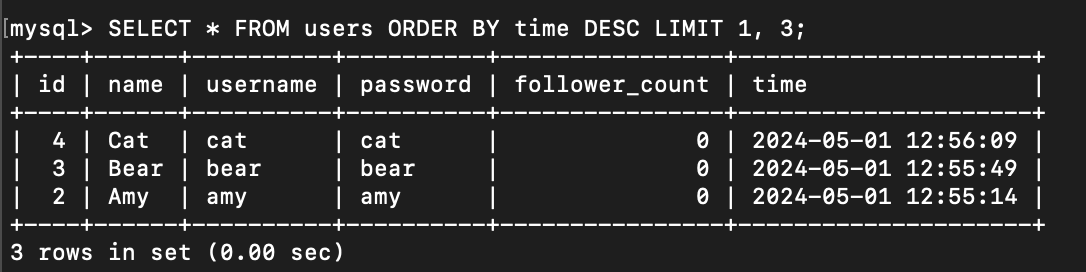 [mysql> SELECT * FROM users ORDER BY time DESC LIMIT 1, 3;
+----+------+----------+----------+----------------+---------------------+
| id | name | username | password | follower_count | time                |
+----+------+----------+----------+----------------+---------------------+
|  4 | Cat  | cat      | cat      |              0 | 2024-05-01 12:56:09 |
|  3 | Bear | bear     | bear     |              0 | 2024-05-01 12:55:49 |
|  2 | Amy  | amy      | amy      |              0 | 2024-05-01 12:55:14 |
+----+------+----------+----------+----------------+---------------------+
3 rows in set (0.00 sec)